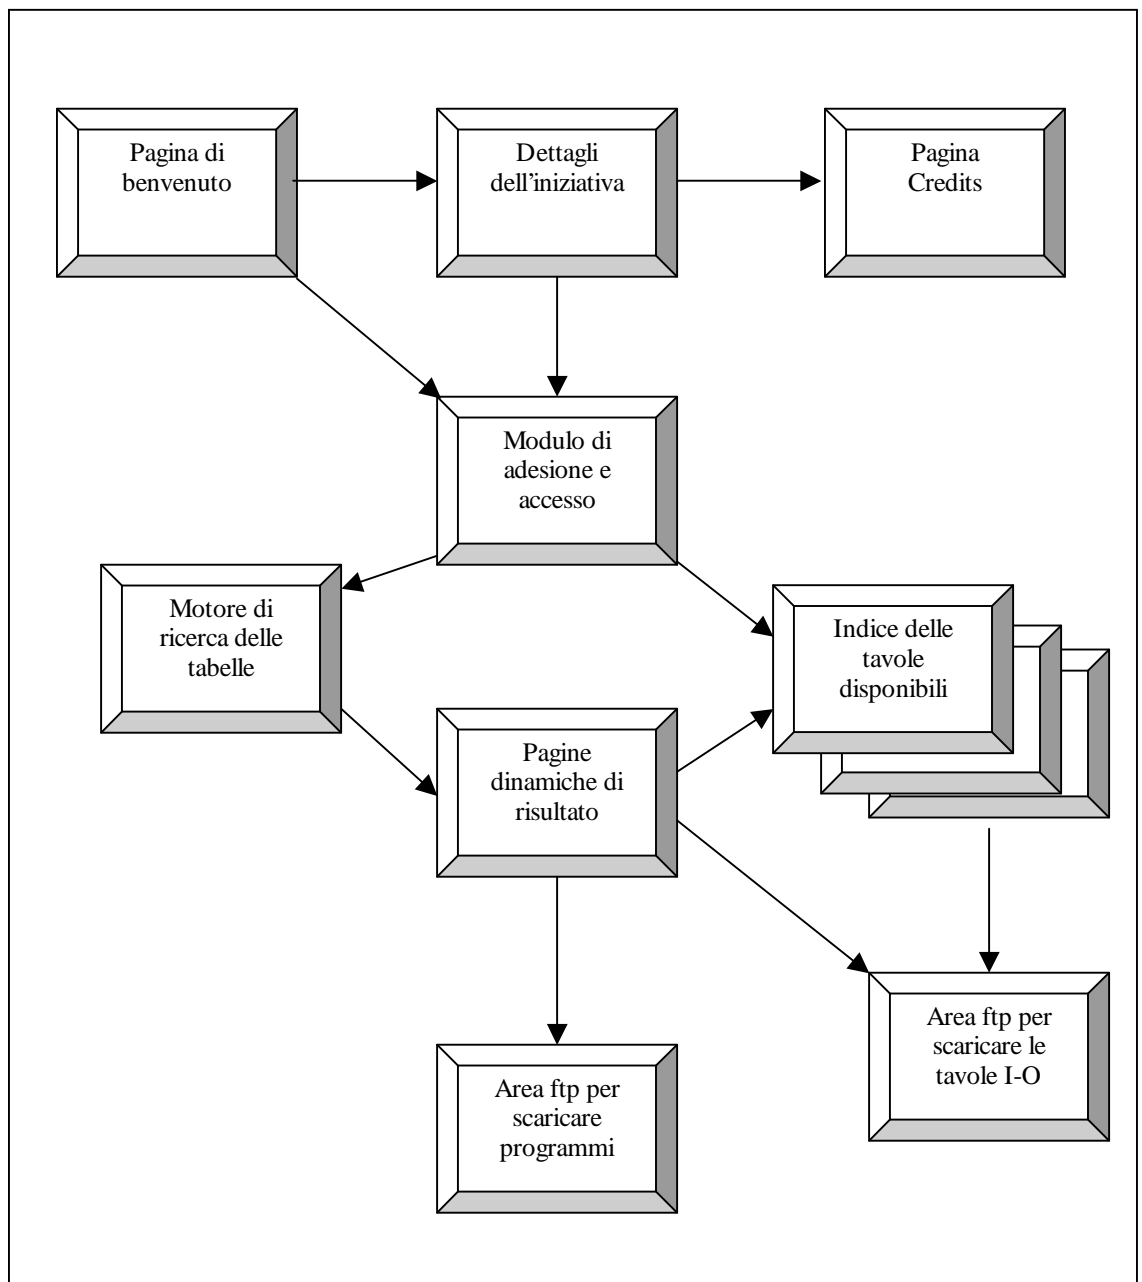 Pagina di
benvenuto
Dettagli
dell'iniziativa
Pagina
Credits
Modulo di
adesione e
accesso
Motore di
ricerca delle
tabelle
Indice delle
tavole
disponibili
Pagine
dinamiche di
risultato
Area ftp per
scaricare le
tavole I-O
Area ftp per
scaricare
programmi